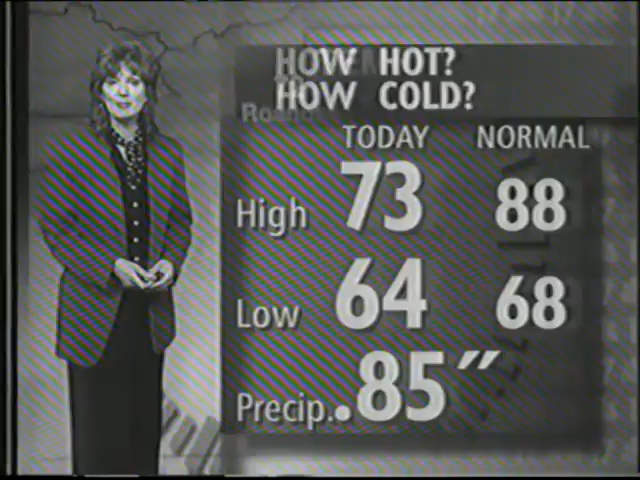 HOW HOT?
HOW COLD?
TODAY NORMAL
High 73 88
Low 64 68
Precip. .85"